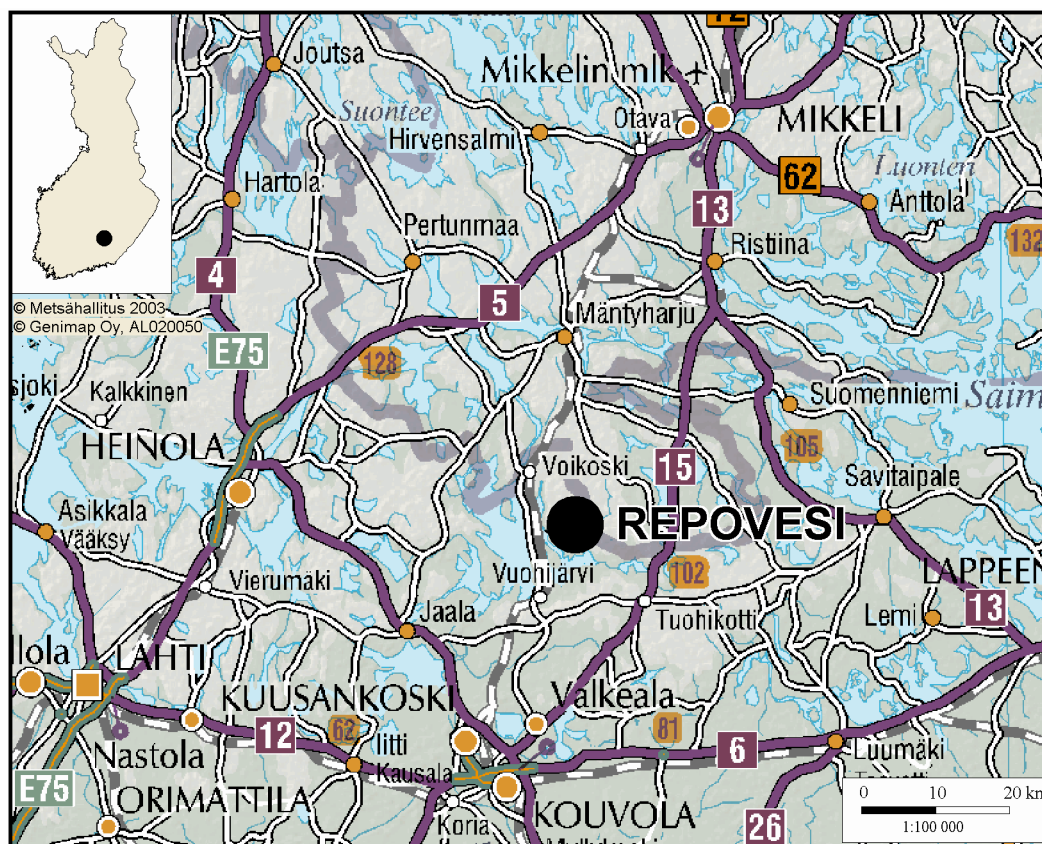 72
Joutsa
Mikkelin mlk
Suontee
Otava
MIKKELI
Hirvensalmi
62
Luonteri
Hartola
13
Anttola
Pertunmaa
Ristiina
132
4
5
© Metsähallitus 2003
© Genimap Oy, AL020050
Mäntyharju
E75
128
sjoki
Kalkkinen
Suomenniemi
Saim
HEINOLA
105
Voikoski
15
Savitaipale
Asikkala
Vääksy
REPOVESI
Vierumäki
Vuohijärvi
102
LAPPEEN
13
Jaala
Tuohikotti
Lemi
llola
LAHTI
KUUSANKOSKI
Valkeala
12
62
Iitti
81
6
Nastola
Kausala
Luumäki
E75
ORIMATTILA
KOUVOLA
Koria
26
0 10 20 km
1:100 000